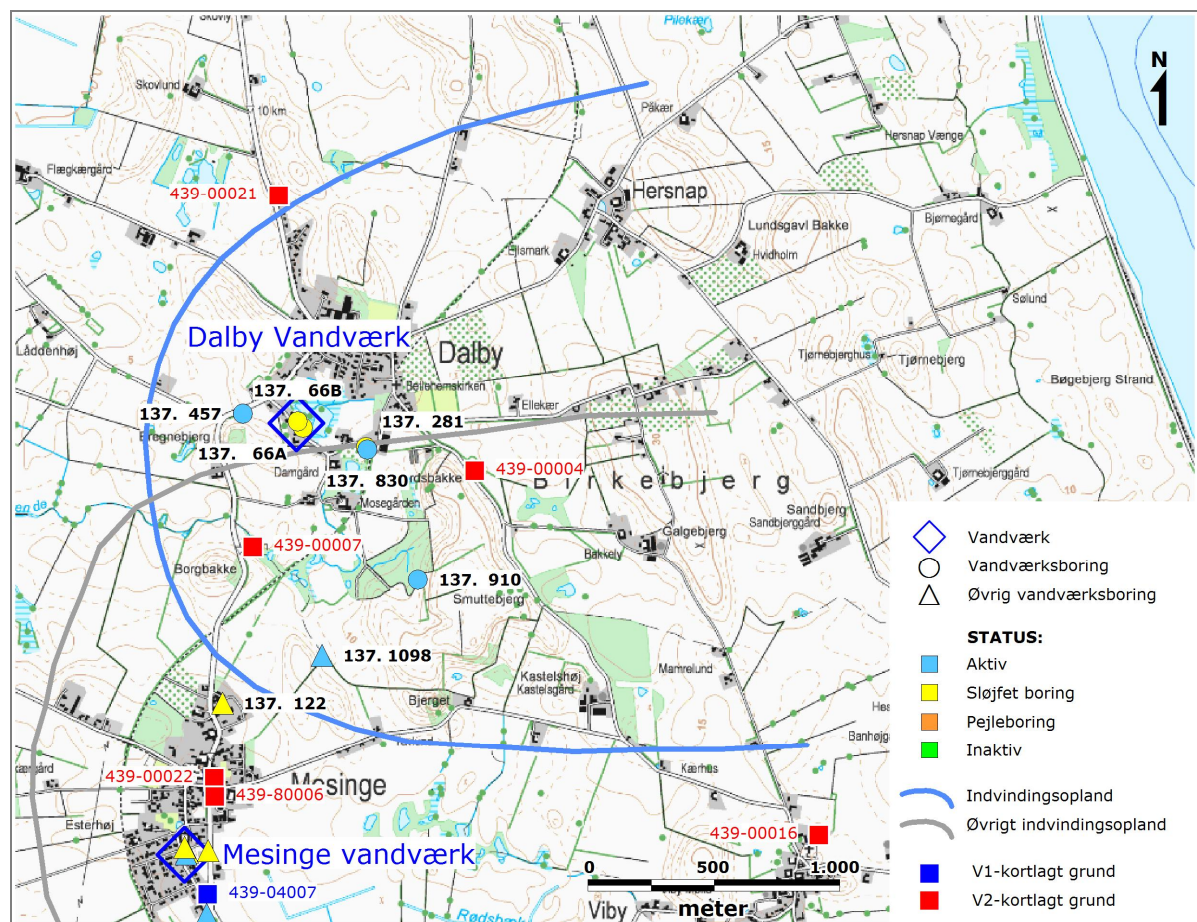 Pilekær
N
Skovlund
10 km
Påkær
Hersnap Vænge
Flægkærgård
439-00021
Hersnap
Bjørnegård
Lundsgavl Bakke
Hvidholm
Sølund
Dalby Vandværk
Dalby
Låddenhøj
Tjørnebjerghus
Tjørnebjerg
Bøgebjerg Strand
137. 66B
137. 457
Ellekær
137. 281
Bregnebjerg
137. 66A
Damgård
439-00004
137. 830
Birkebjerg
Tjørnebjerggård
Mosegården
Sandbjerg
Sandbjerggård
Galgebjerg
439-00007
Bakkely
Borgbakke
137. 910
Smuttebjerg
137. 1098
Mamrelund
Kastelshøj
Kastelsgård
Bjerget
137. 122
Kærhus
439-00022
Mesinge
439-80006
Esterhøj
439-00016
Mesinge vandværk
0 500 1.000
439-04007
meter
Viby
Vandværk
Vandværksboring
Øvrig vandværksboring
STATUS:
Aktiv
Sløjfet boring
Pejleboring
Inaktiv
Indvindingsopland
Øvrigt indvindingsopland
V1-kortlagt grund
V2-kortlagt grund